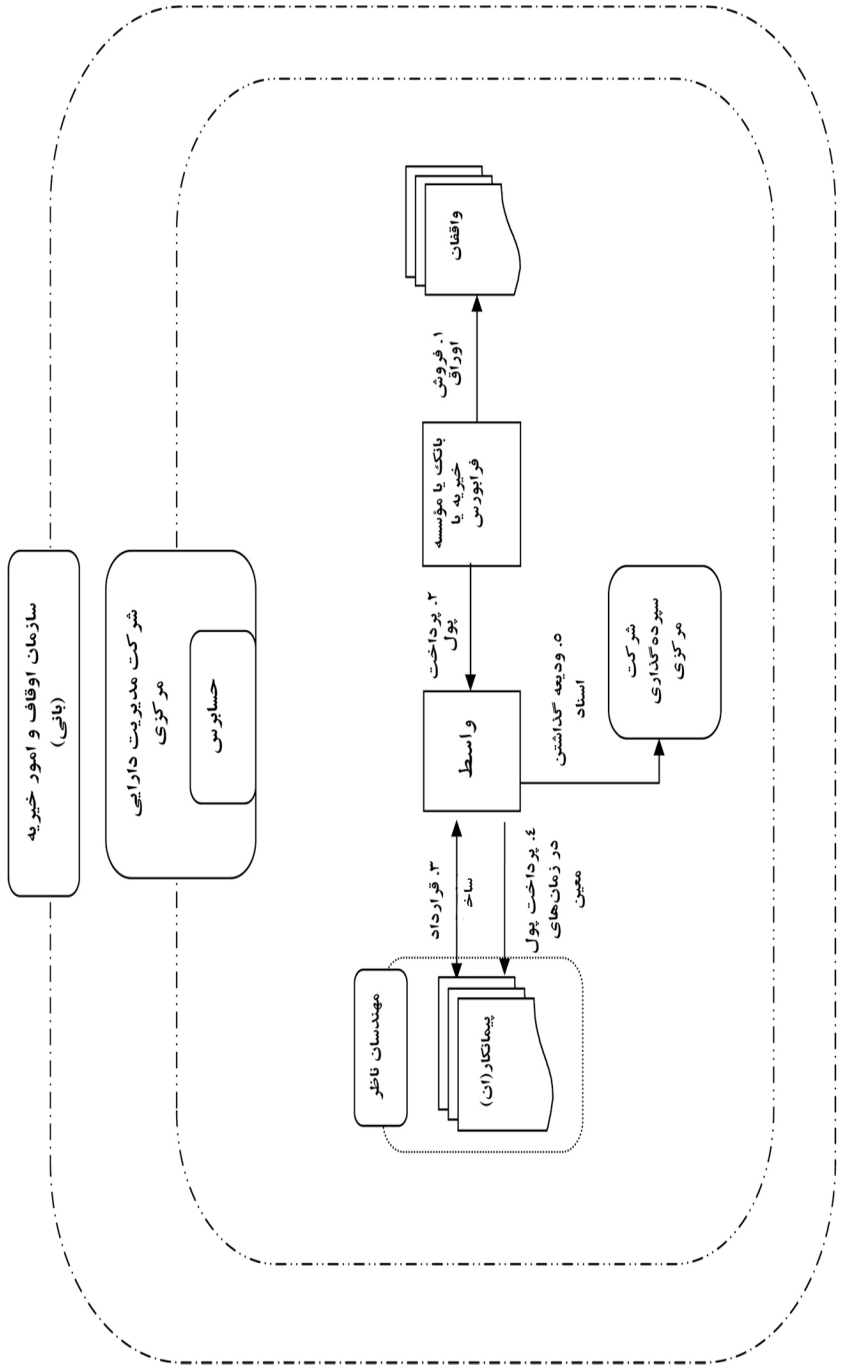 سازمان اوقاف و امور خیریه
(بانی)
شرکت مدیریت دارایی
مرکزی
حسابرس
واقفان
۱. فروش
اوراق
بانک یا مؤسسه
خیریه یا
فرابورس
۲. پرداخت
پول
واسط
۳. قرارداد
ساخ
۴. پرداخت پول
در زمان‌های
معین
مهندسان ناظر
پیمانکار(ان)
۵. ودیعه گذاشتن
اسناد
شرکت
سپرده‌گذاری
مرکزی